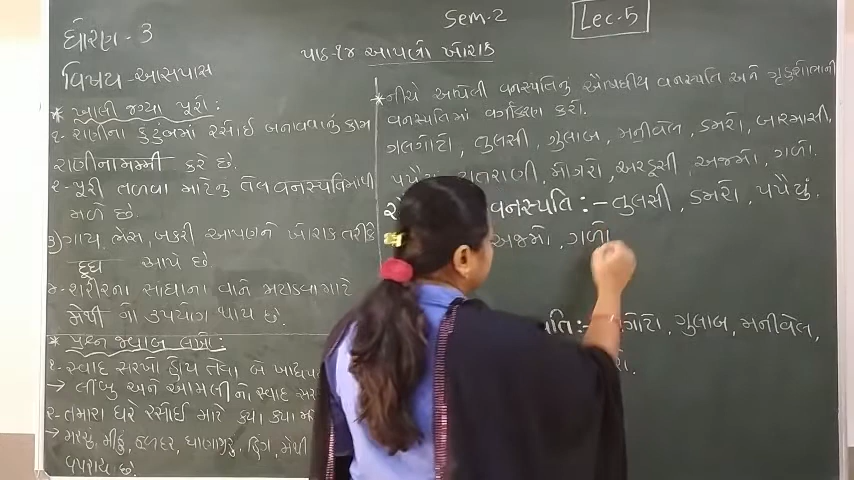 ધોરણ - 3
Sem-2
Lec-5
પાઠ-૧૪ આપણો ખોરાક
વિષય - આસપાસ
* ખાલી જગ્યા પૂરો :
૧- રાણીના કુટુંબમાં રસોઈ બનાવવાનું કામ
રાણીના મમ્મી કરે છે.
૨- પૂરી તળવા માટેનું તેલ વનસ્પતિમાંથી
મળે છે.
૩) ગાય, ભેંસ, બકરી આપણને ખોરાક તરીકે
દૂધ આપે છે
૪- શરીરના સાંધાના વાને મટાડવા માટે
મેથી નો ઉપયોગ થાય છે.
* પ્રશ્ન જવાબ લખો :
૧- સ્વાદ સરખો હોય તેવા બે
→ લીંબુ અને આમલીનો સ્વાદ
૨- તમારા ઘરે રસોઈ માટે કયા કયા
→ મરચું, મીઠું, હળદર, ધાણાજીરું, હિંગ, મેથી
વપરાય છે.
* નીચે આપેલી વનસ્પતિનું ઔષધીય વનસ્પતિ અને ગૃહશોભાની
વનસ્પતિમાં વર્ગીકરણ કરો.
ગલગોટો, તુલસી, ગુલાબ, મનીવેલ, ડમરો, બારમાસી,
મોગરો, અરડૂસી, અજમો, ગળો.
વનસ્પતિ :- તુલસી, ડમરો, પપૈયું,
અજમો, ગળો
ગુલાબ, મનીવેલ,